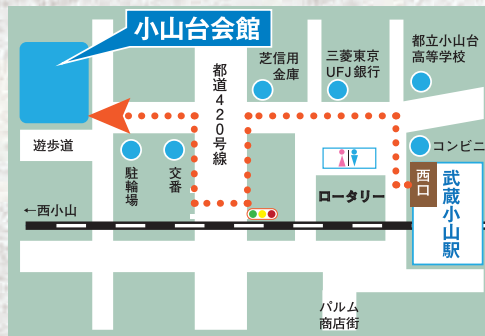 小山台会館
芝信用
金庫
三菱東京
UFJ銀行
都立小山台
高等学校
都道420号線
コンビニ
遊歩道
駐輪場
交番
西口
武蔵小山駅
ロータリー
←西小山
パルム
商店街